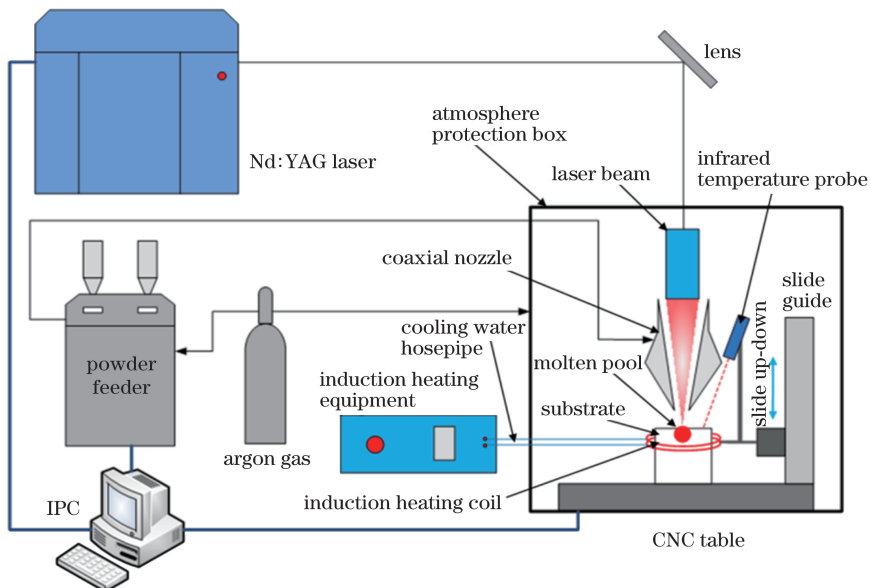 lens
atmosphere
protection box
infrared
temperature probe
Nd:YAG laser
laser beam
coaxial nozzle
slide
guide
cooling water
hosepipe
powder
feeder
molten pool
slide up-down
induction heating
equipment
substrate
argon gas
induction heating coil
IPC
CNC table